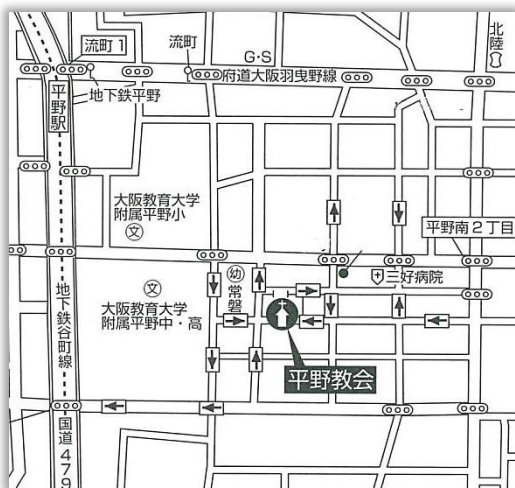 流町1
流町
G・S
北陸
府道大阪羽曳野線
平野駅
地下鉄平野
大阪教育大学
附属平野小
文
平野南2丁目
幼
常磐
三好病院
文
大阪教育大学
附属平野中・高
地下鉄谷町線
平野教会
国道479